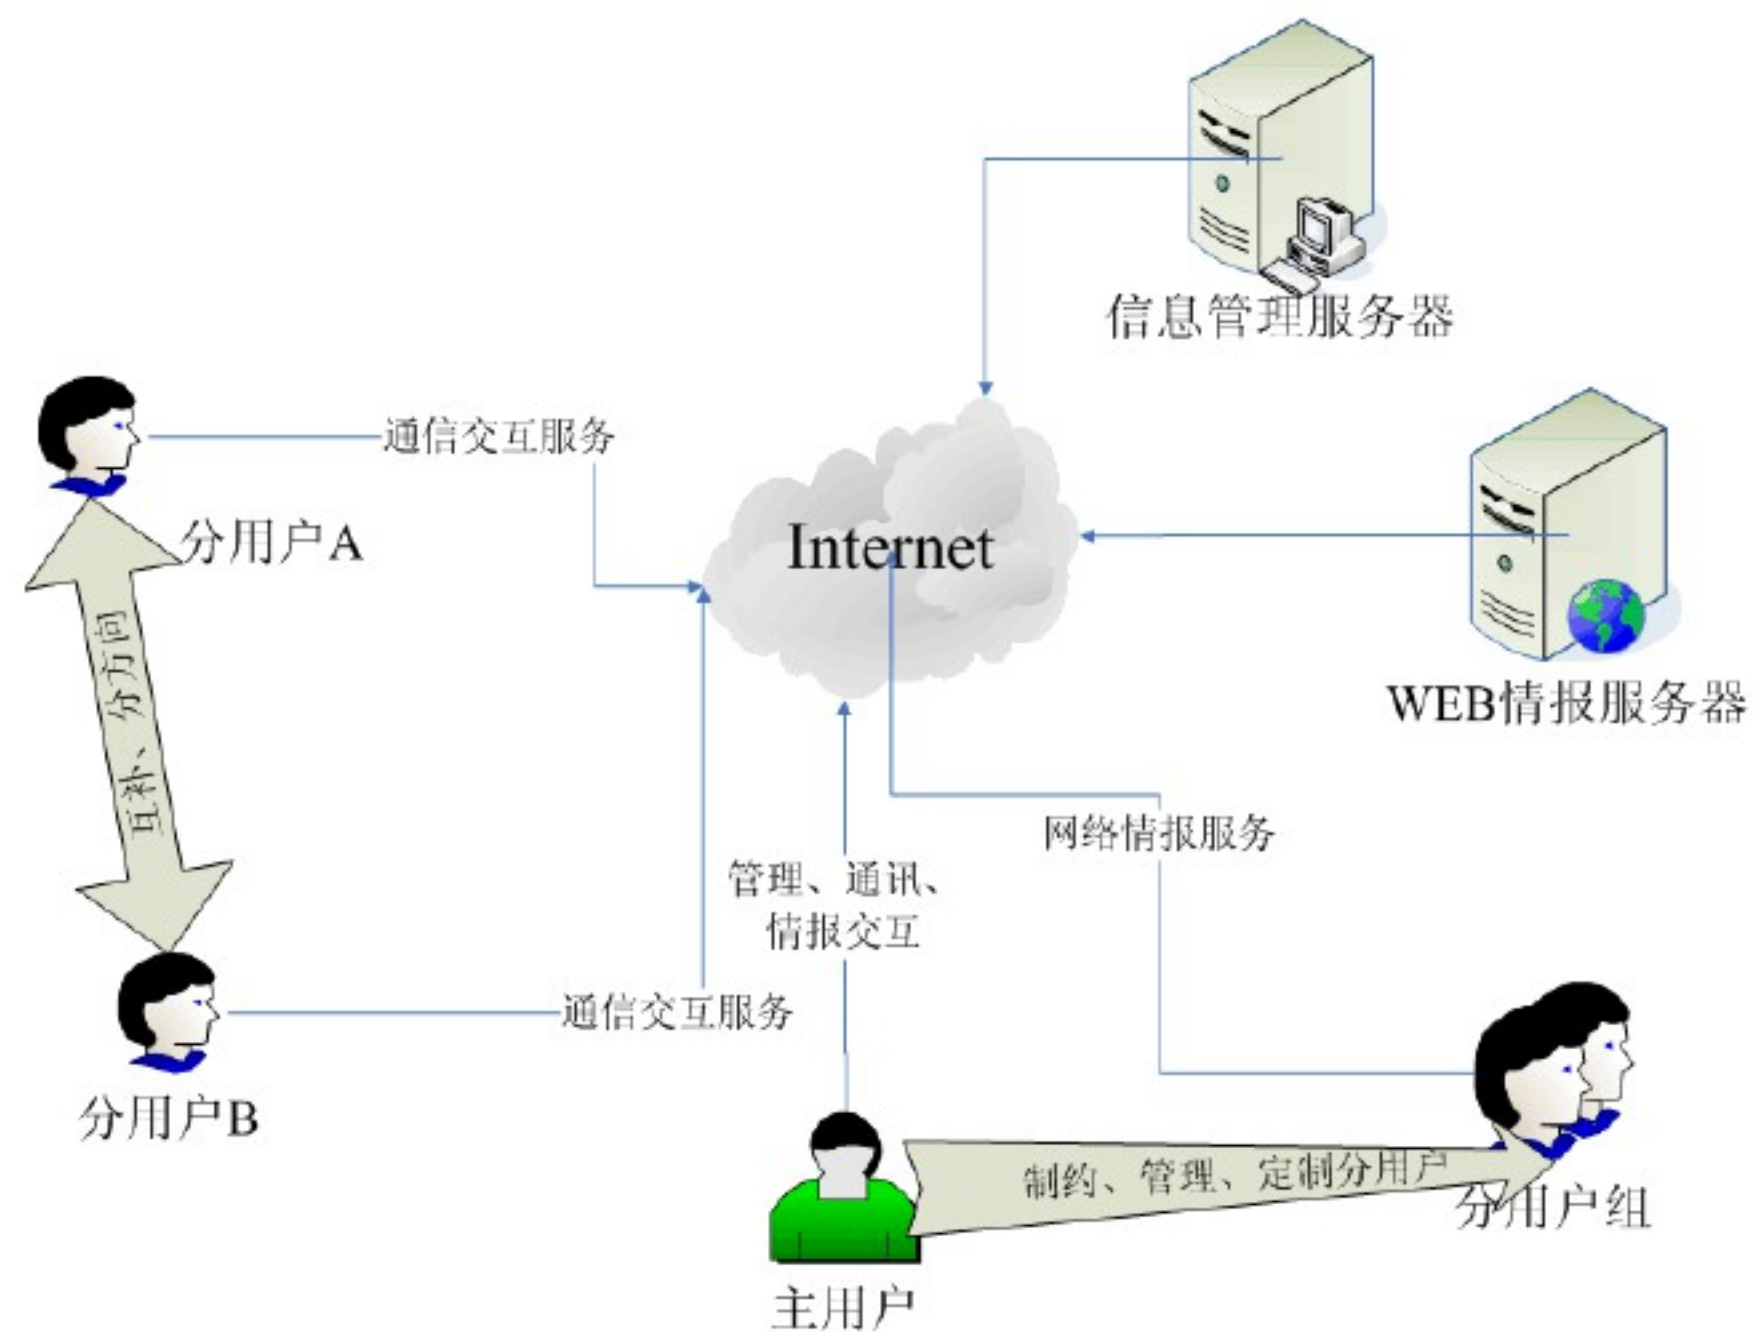 信息管理服务器
通信交互服务
分用户A
Internet
WEB情报服务器
互补、分方向
网络情报服务
管理、通讯、
情报交互
通信交互服务
分用户B
制约、管理、定制分用户
分用户组
主用户